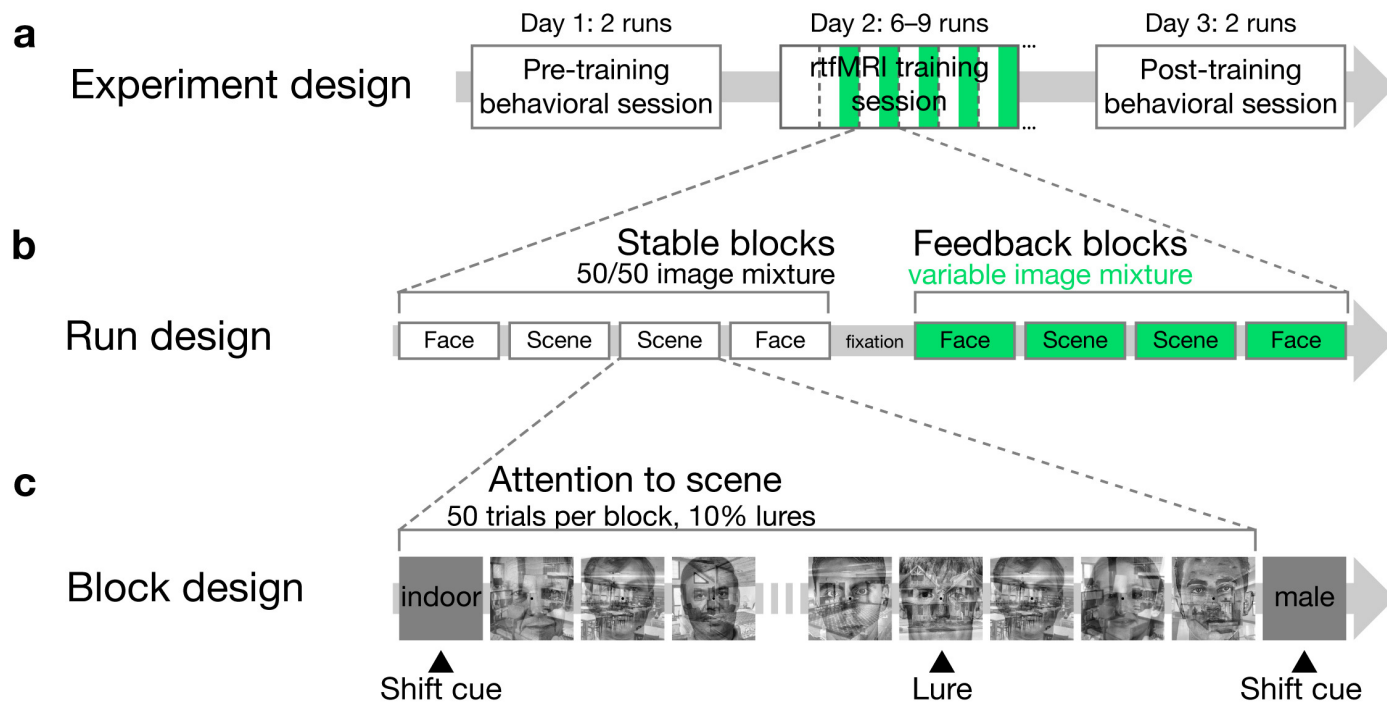 a
Experiment design
Day 1: 2 runs
Pre-training
behavioral session
Day 2: 6–9 runs
rtfMRI training
session
...
...
Day 3: 2 runs
Post-training
behavioral session
b
Run design
Stable blocks
50/50 image mixture
Feedback blocks
variable image mixture
Face
Scene
Scene
Face
fixation
Face
Scene
Scene
Face
c
Block design
Attention to scene
50 trials per block, 10% lures
indoor
male
Shift cue
Lure
Shift cue